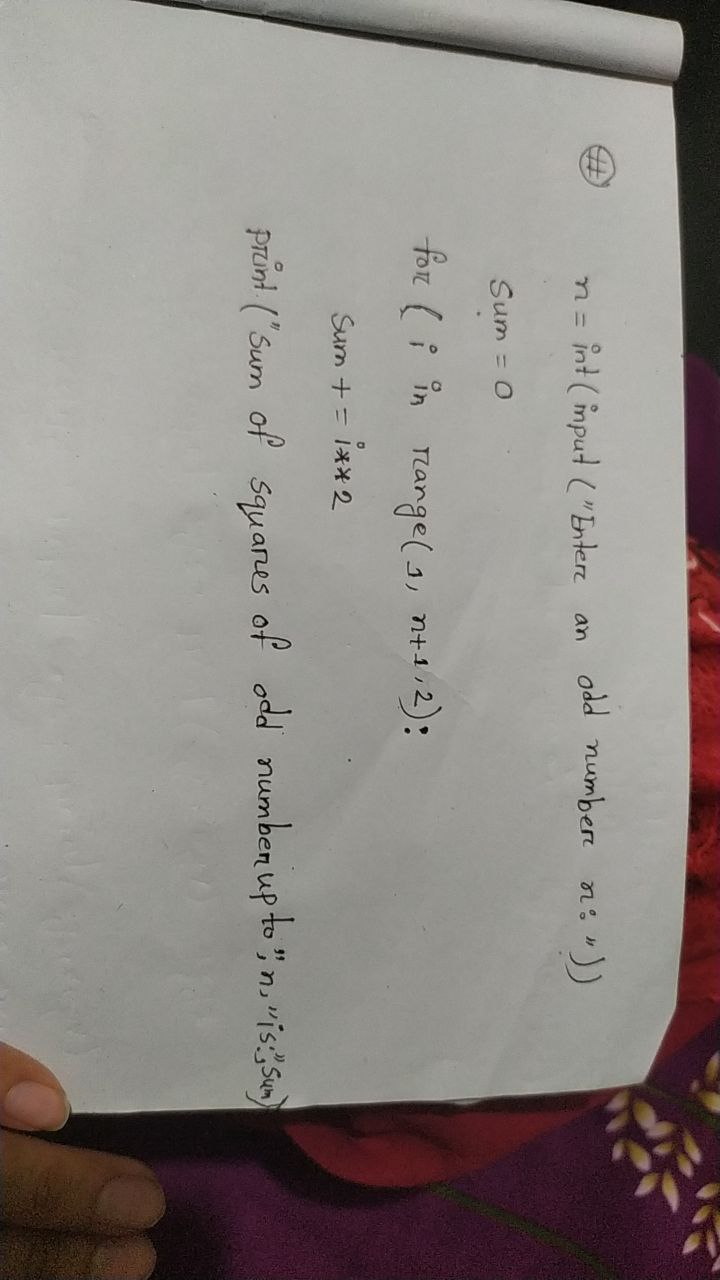 #
n = int(input("Enter an odd number n: "))
Sum = 0
for ( i in range(1, n+1, 2):
Sum += i**2
print ("Sum of squares of odd number up to", n, "is:", Sum)